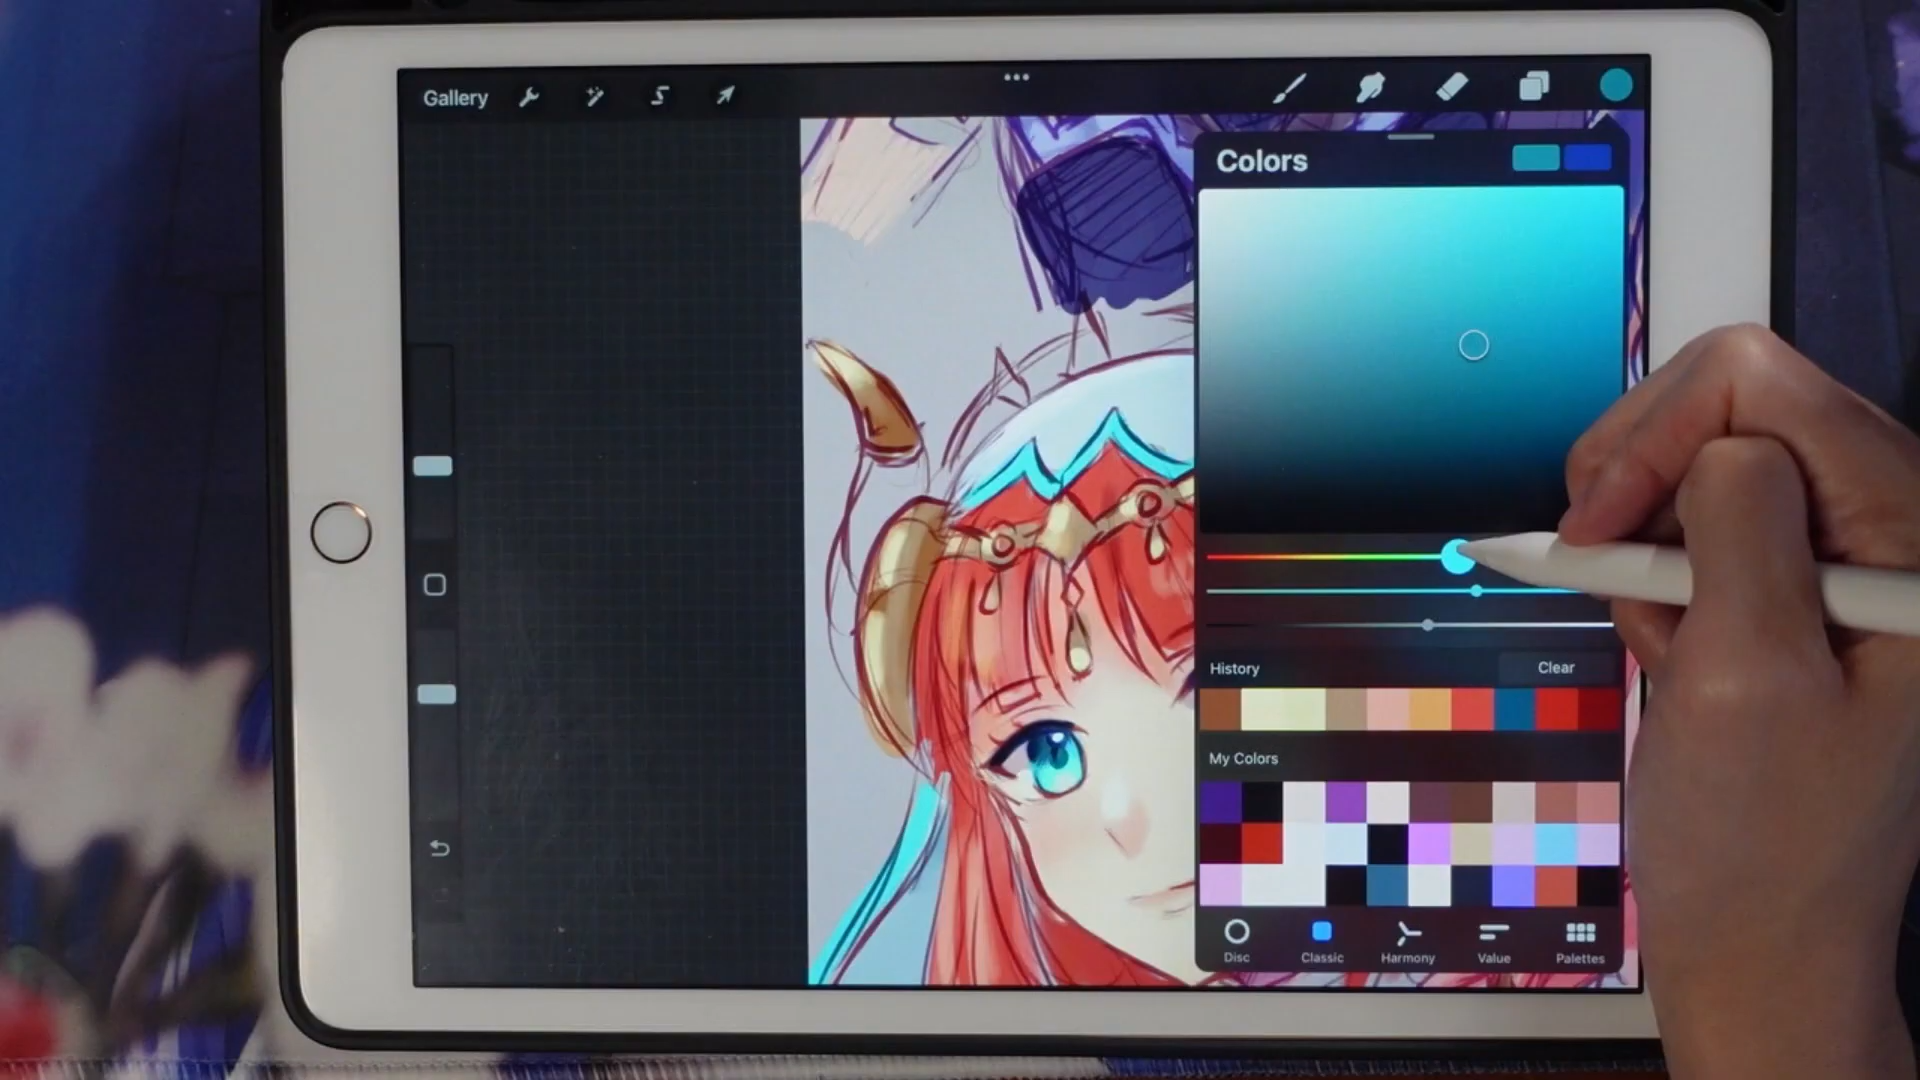 Gallery
Colors
History
Clear
My Colors
Disc
Classic
Harmony
Value
Palettes